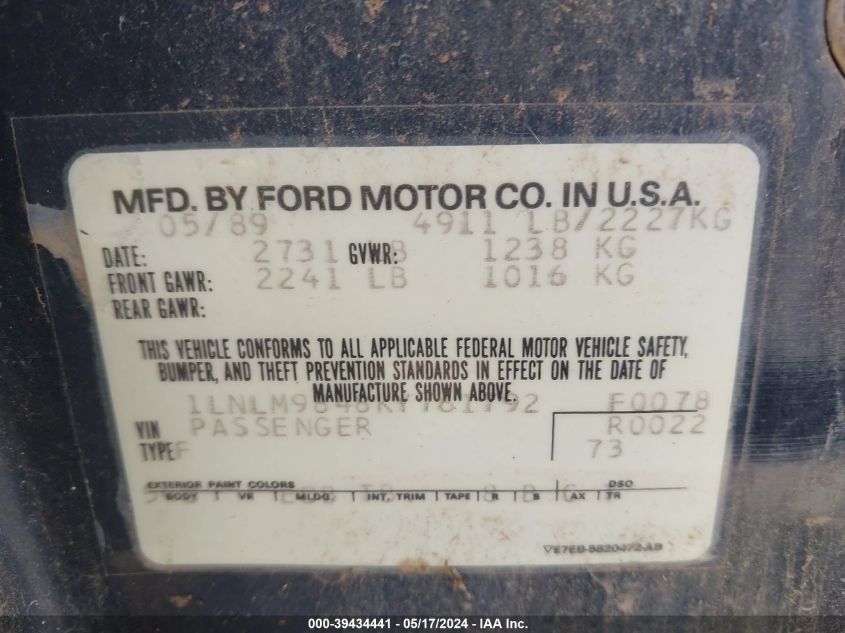 MFD. BY FORD MOTOR CO. IN U.S.A.
05/89 4911 LB/2227KG
DATE: GVWR:
2731 1238 KG
FRONT GAWR: 2241 LB 1016 KG
REAR GAWR:
THIS VEHICLE CONFORMS TO ALL APPLICABLE FEDERAL MOTOR VEHICLE SAFETY,
BUMPER, AND THEFT PREVENTION STANDARDS IN EFFECT ON THE DATE OF
MANUFACTURE SHOWN ABOVE.
F0078
VIN PASSENGER R0022
TYPE F 73
EXTERIOR PAINT COLORS DSO
BODY VR MLDG. INT. TRIM TAPE R S AX TR
VE7EB-5820472-AB
000-39434441 - 05/17/2024 - IAA Inc.